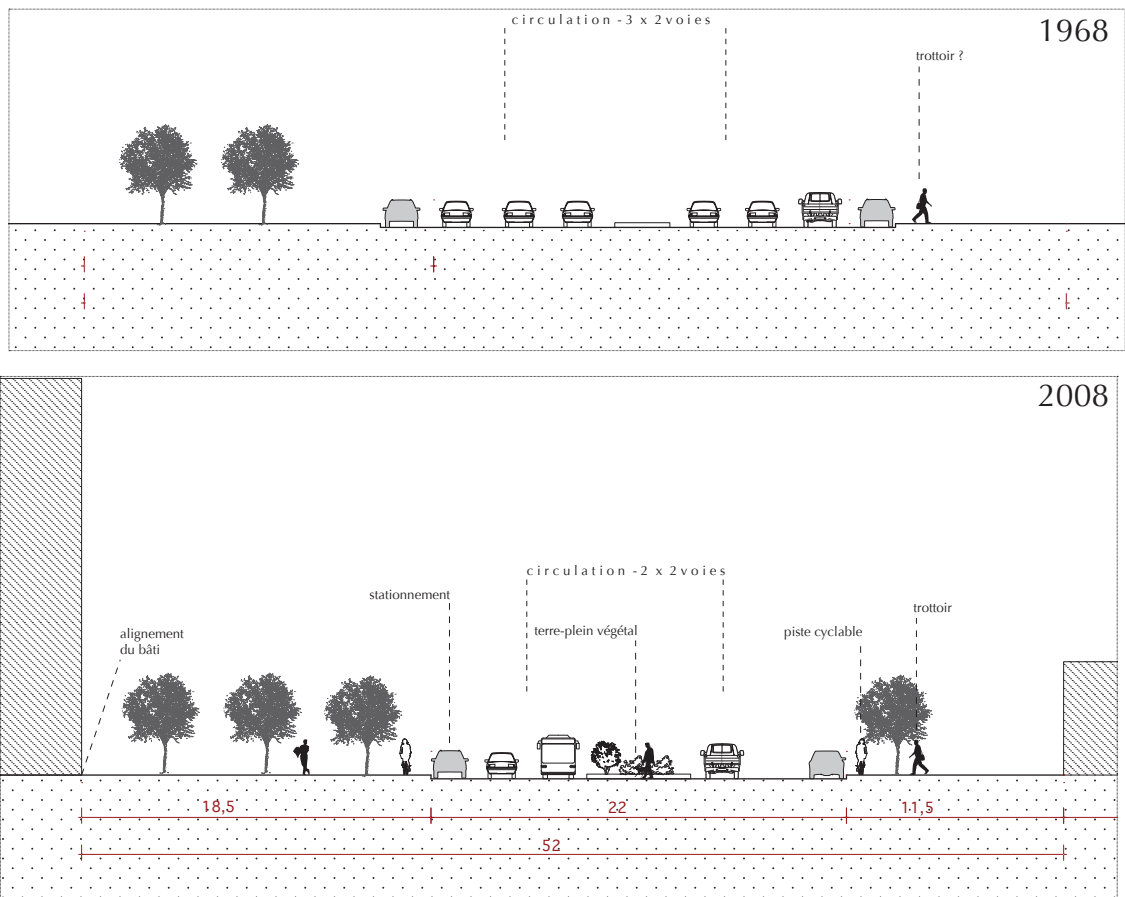 circulation - 3 x 2 voies
1968
trottoir ?
2008
circulation - 2 x 2 voies
stationnement
trottoir
terre-plein végétal
piste cyclable
alignement
du bâti
18,5
22
11,5
52